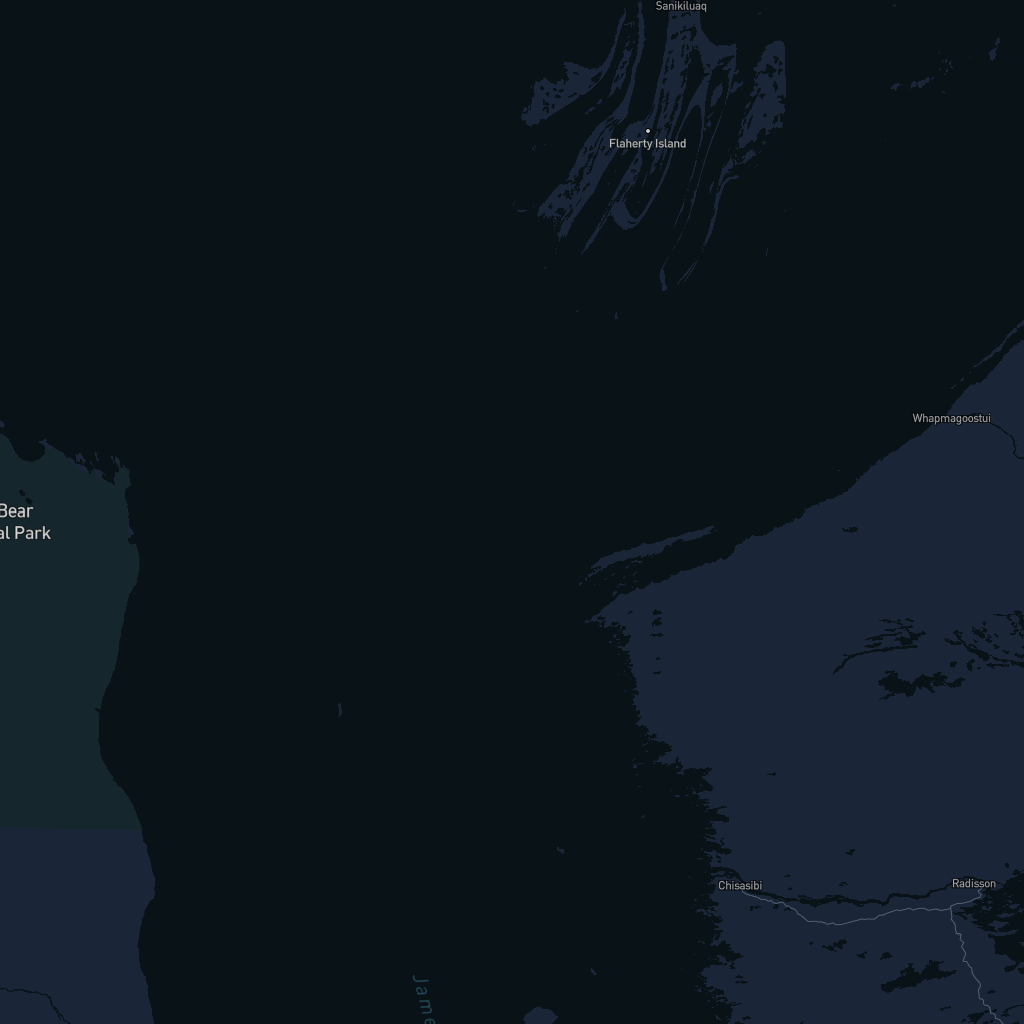 Sanikiluaq
Flaherty Island
Whapmagoostui
Bear
al Park
Chisasibi
Radisson
Jame